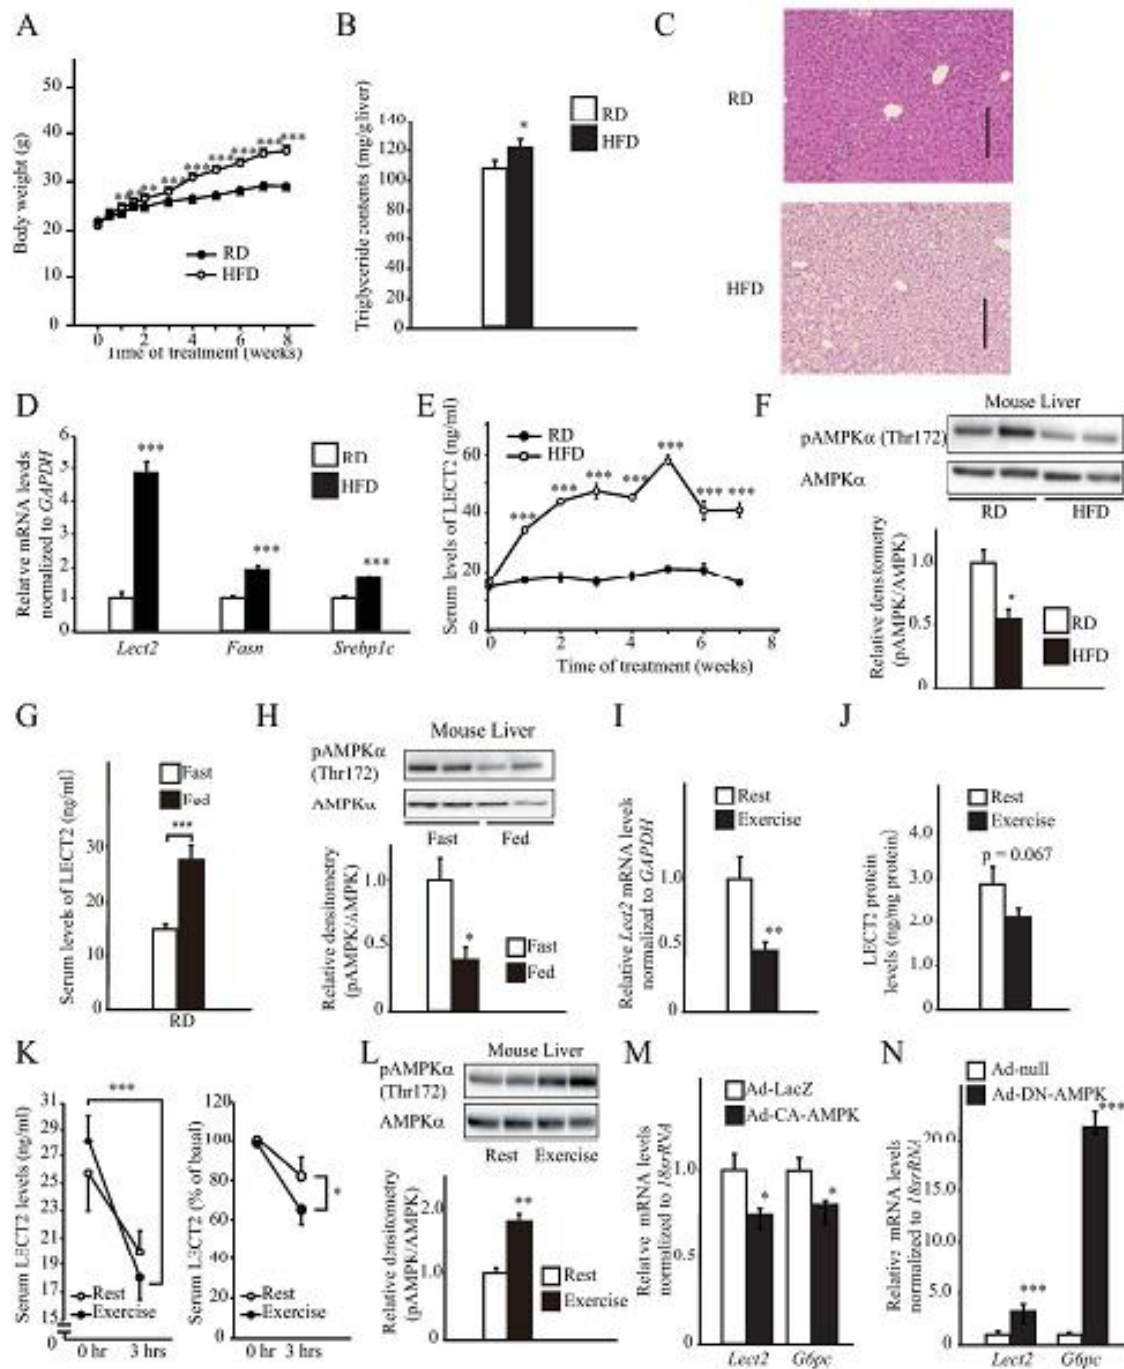 A
Body weight (g)
50
40
30
20
10
0
RD
HFD
0 2 4 6 8
Time of treatment (weeks)
** ** *** *** *** *** *** ***
B
Triglyceride contents (mg/g liver)
140
120
100
80
60
40
20
0
*
RD
HFD
C
RD
HFD
D
Relative mRNA levels
normalized to GAPDH
6
5
4
3
2
1
0
*** *** ***
RD
HFD
Lect2 Fasn Srebp1c
E
Serum levels of LECT2 (ng/ml)
60
40
20
0
RD
HFD
*** *** *** *** *** *** ***
0 2 4 6 8
Time of treatment (weeks)
F
Mouse Liver
pAMPKα (Thr172)
AMPKα
RD HFD
Relative densitometry
(pAMPK/AMPK)
1.0
0.5
0
*
RD
HFD
G
Serum levels of LECT2 (ng/ml)
30
20
10
0
Fast
Fed
***
RD
H
Mouse Liver
pAMPKα
(Thr172)
AMPKα
Fast Fed
Relative densitometry
(pAMPK/AMPK)
1.0
0.5
0
*
Fast
Fed
I
Relative Lect2 mRNA levels
normalized to GAPDH
1.0
0.5
0
Rest
Exercise
**
J
LECT2 protein
levels (ng/mg protein)
4.0
3.0
2.0
1.0
0
Rest
Exercise
p = 0.067
K
Serum LECT2 levels (ng/ml)
31
29
27
25
23
21
19
17
15
0
***
Rest
Exercise
0 hr 3 hrs
Serum LECT2 (% of basal)
120
100
80
60
40
20
0
*
Rest
Exercise
0 hr 3 hrs
L
Mouse Liver
pAMPKα
(Thr172)
AMPKα
Rest Exercise
Relative densitometry
(pAMPK/AMPK)
2.0
1.0
0
**
Rest
Exercise
M
Ad-LacZ
Ad-CA-AMPK
Relative mRNA levels
normalized to 18srRNA
1.0
0.5
0
* *
Lect2 G6pc
N
Ad-null
Ad-DN-AMPK
Relative mRNA levels
normalized to 18srRNA
20.0
15.0
10.0
5.0
0
*** ***
Lect2 G6pc